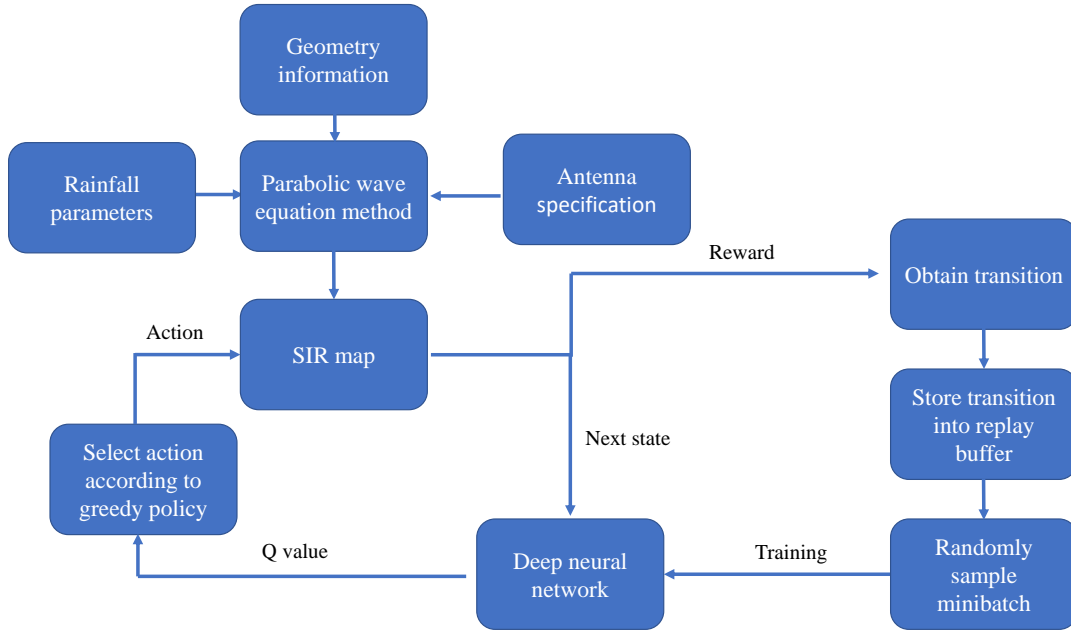 Geometry
information
Rainfall
parameters
Parabolic wave
equation method
Antenna
specification
Reward
Obtain transition
Action
SIR map
Store transition
into replay
buffer
Next state
Select action
according to
greedy policy
Q value
Deep neural
network
Training
Randomly
sample
minibatch